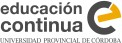 educación
continua
UNIVERSIDAD PROVINCIAL DE CÓRDOBA